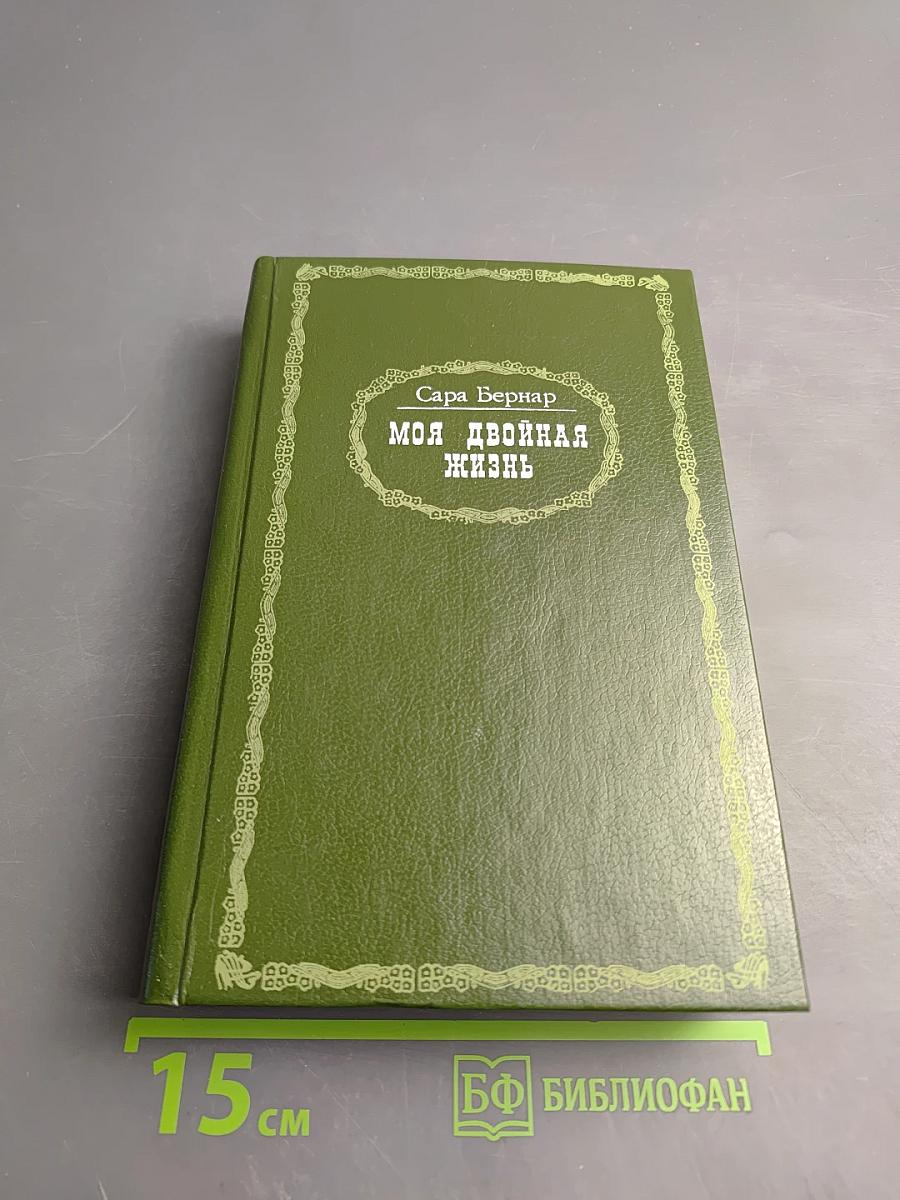 Сара Бернар
МОЯ ДВОЙНАЯ
ЖИЗНЬ
15 см
БФ БИБЛИОФАН